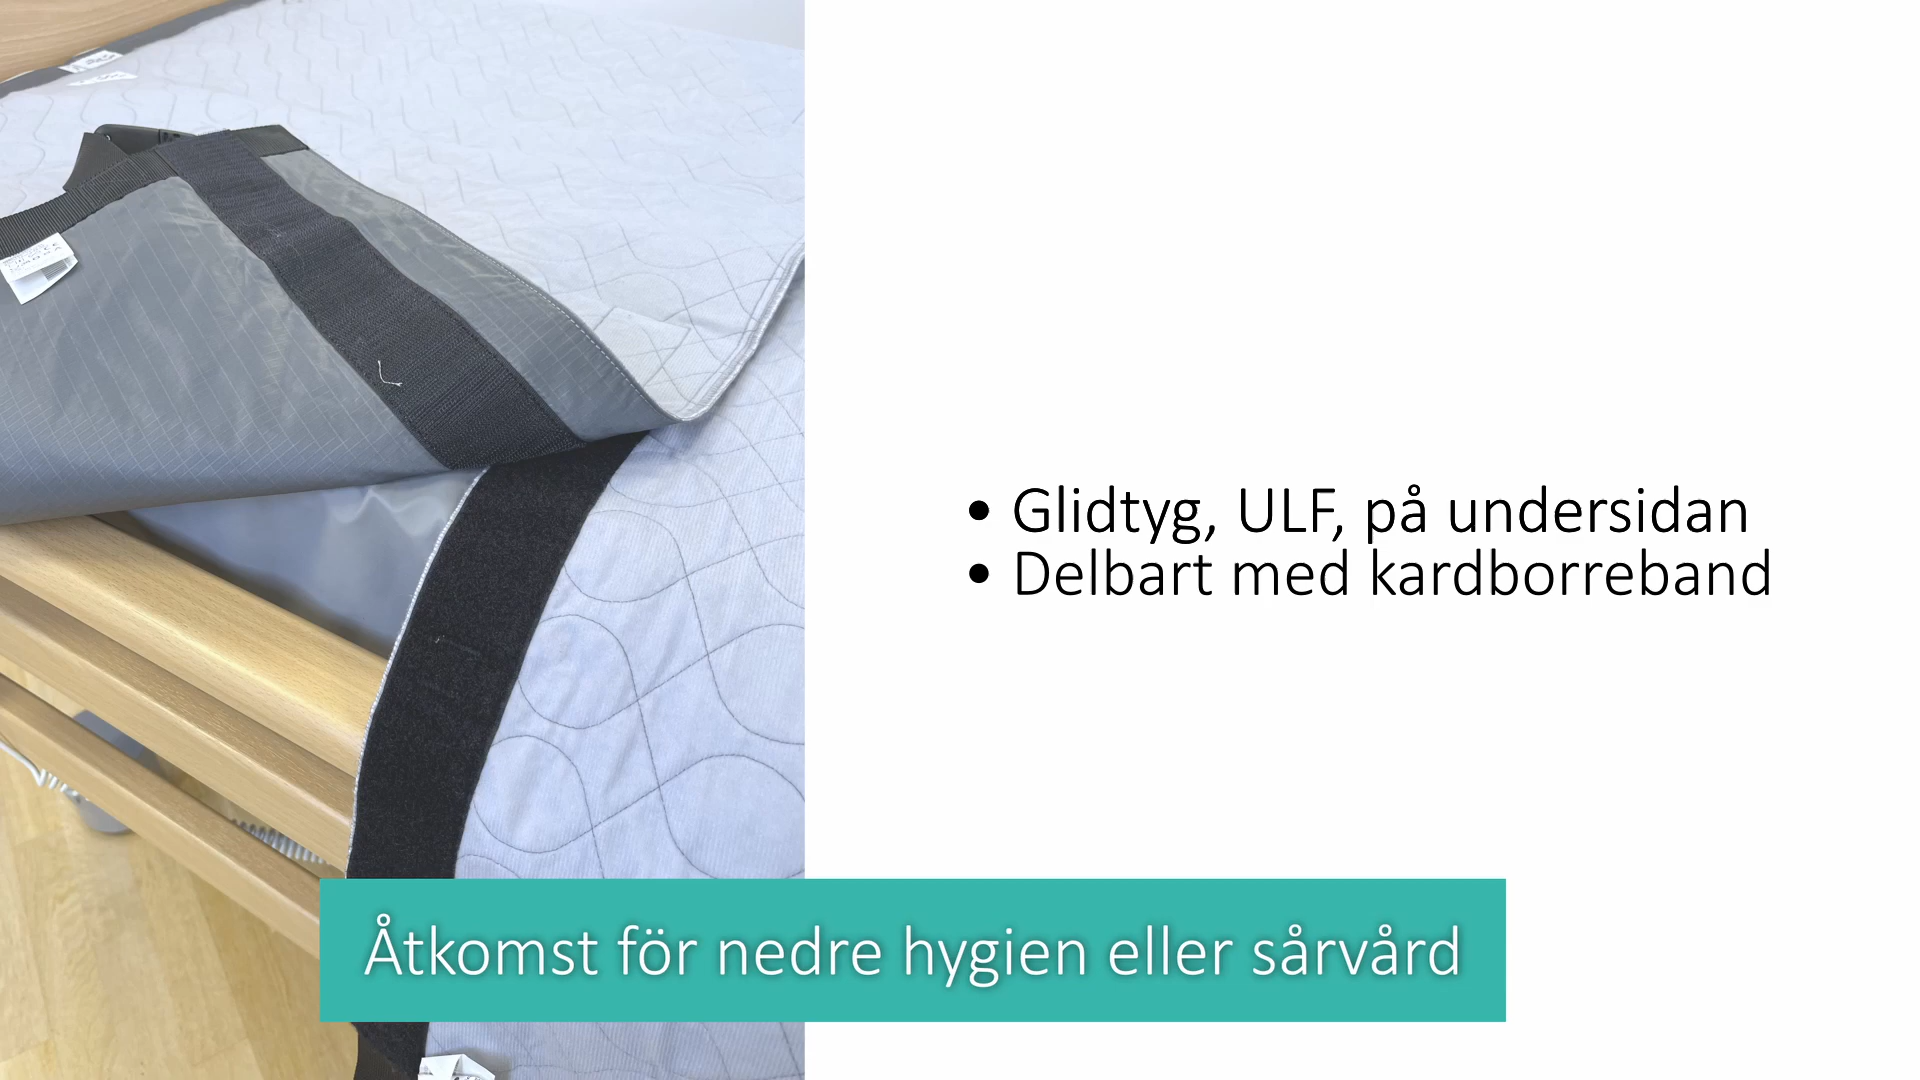 • Glidtyg, ULF, på undersidan
• Delbart med kardborreband
Åtkomst för nedre hygien eller sårvård